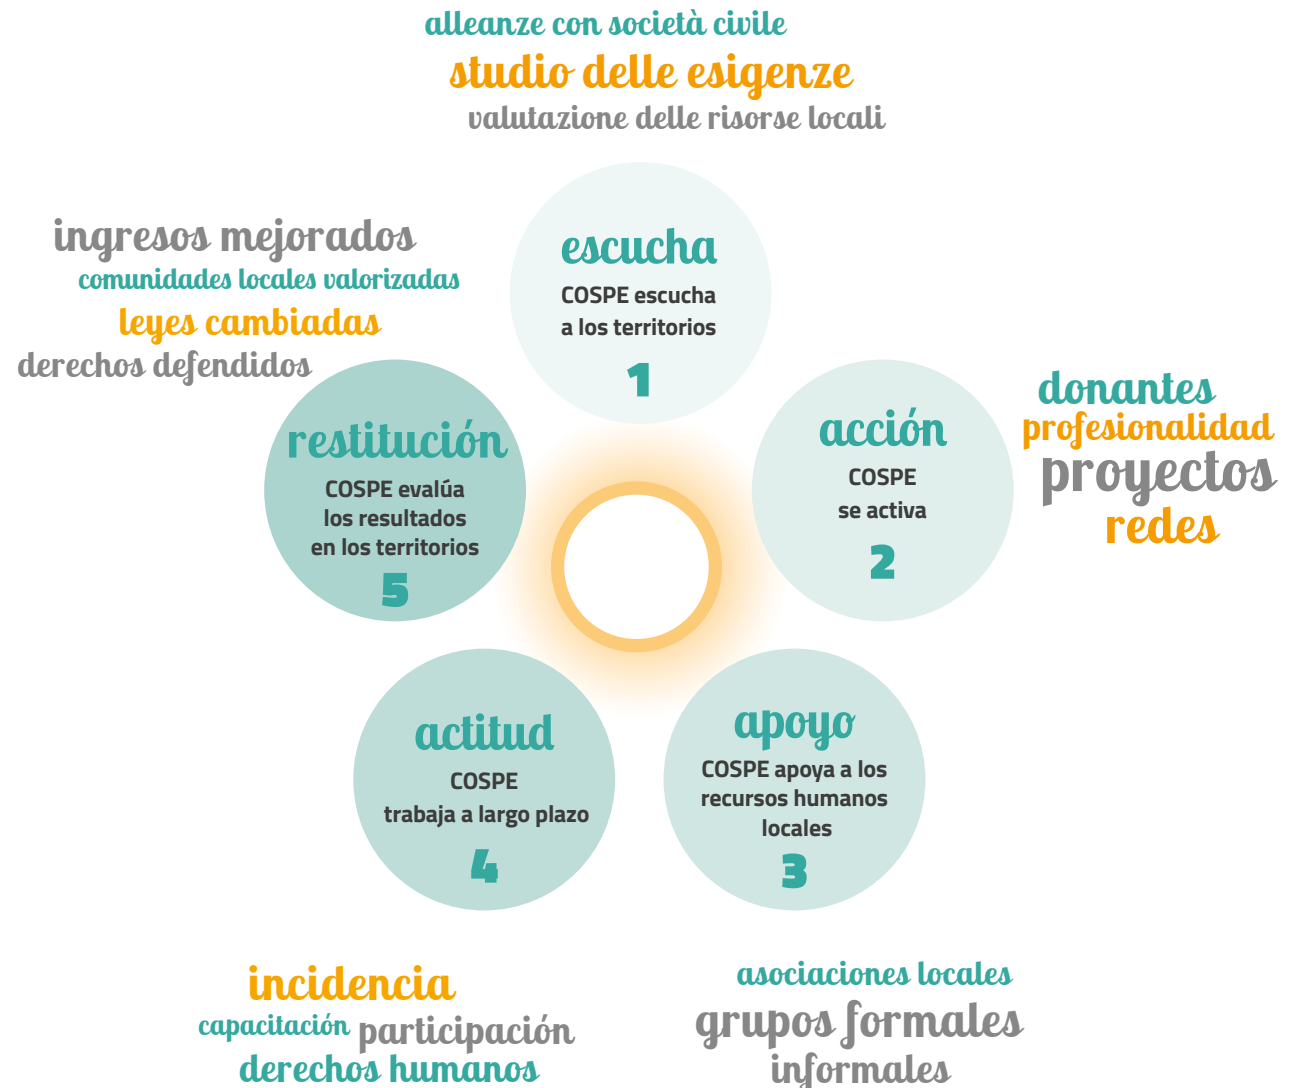 alleanze con società civile
studio delle esigenze
valutazione delle risorse locali
escucha
COSPE escucha
a los territorios
1
acción
COSPE
se activa
2
donantes
profesionalidad
proyectos
redes
apoyo
COSPE apoya a los
recursos humanos
locales
3
asociaciones locales
grupos formales
informales
actitud
COSPE
trabaja a largo plazo
4
incidencia
capacitación participación
derechos humanos
ingresos mejorados
comunidades locales valorizadas
leyes cambiadas
derechos defendidos
restitución
COSPE evalúa
los resultados
en los territorios
5